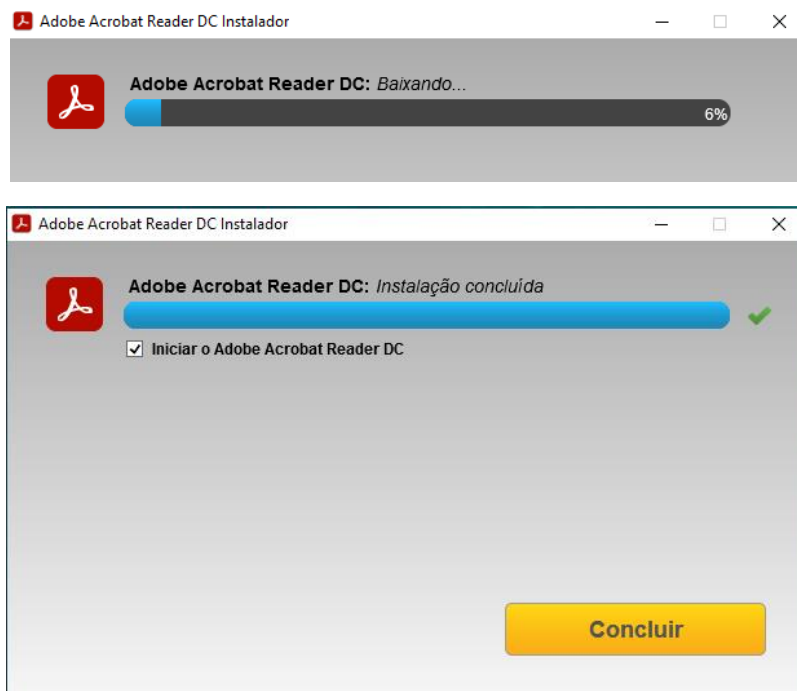 Adobe Acrobat Reader DC Instalador
Adobe Acrobat Reader DC: Baixando...
6%
Adobe Acrobat Reader DC Instalador
Adobe Acrobat Reader DC: Instalação concluída
Iniciar o Adobe Acrobat Reader DC
Concluir